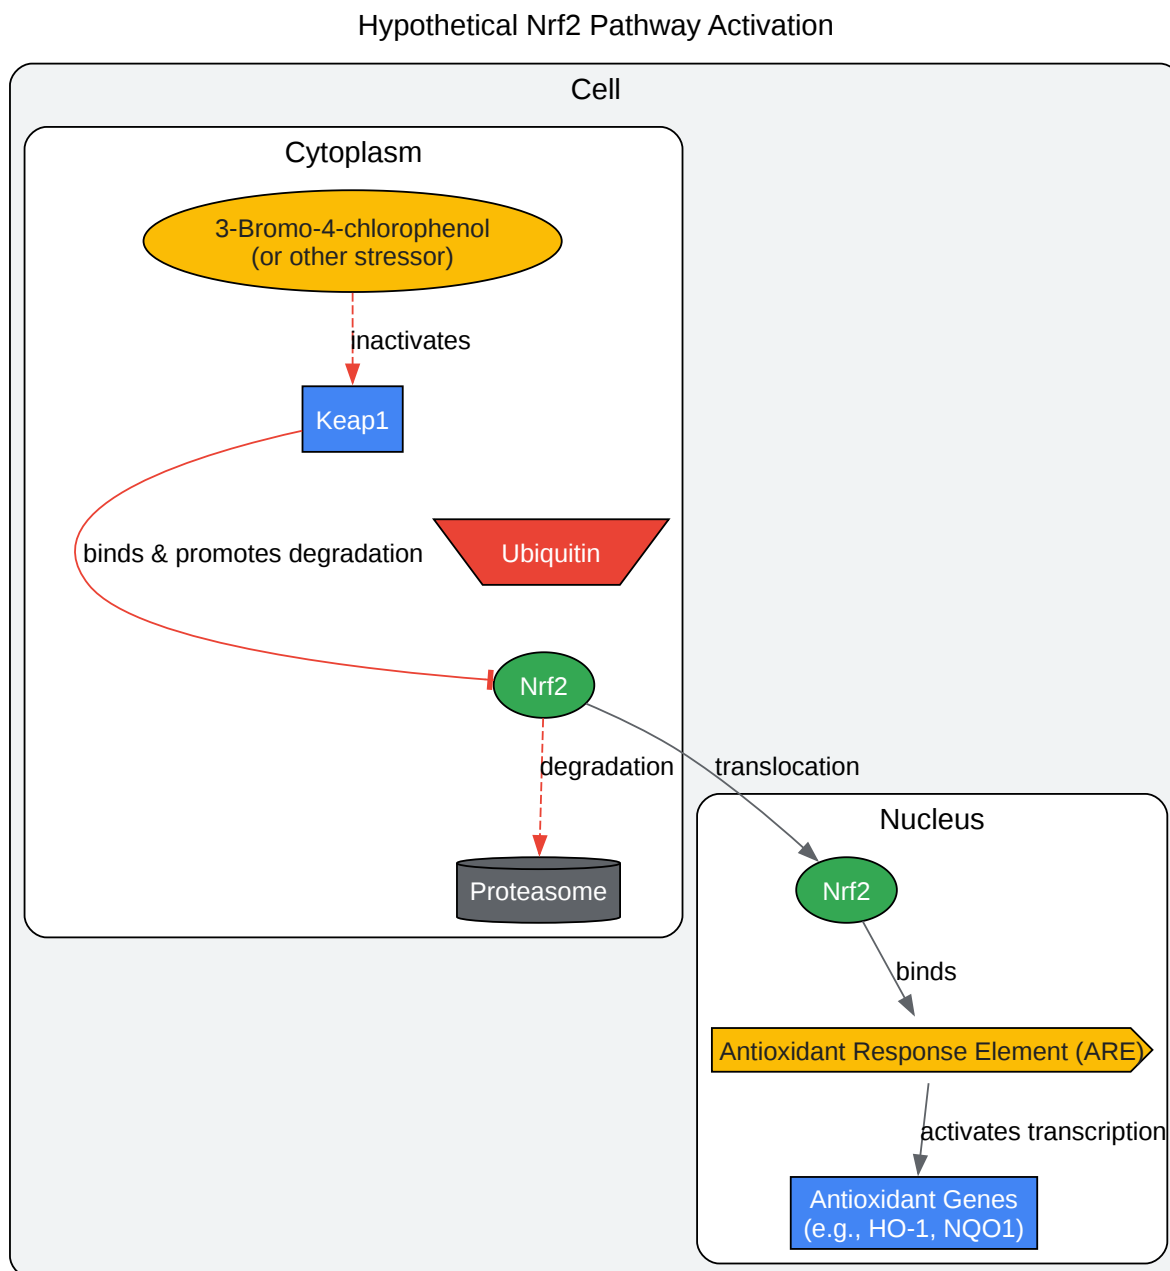 Hypothetical Nrf2 Pathway Activation
Cell
Cytoplasm
3-Bromo-4-chlorophenol
(or other stressor)
inactivates
Keap1
binds & promotes degradation
Ubiquitin
Nrf2
degradation
translocation
Proteasome
Nucleus
Nrf2
binds
Antioxidant Response Element (ARE)
activates transcription
Antioxidant Genes
(e.g., HO-1, NQO1)